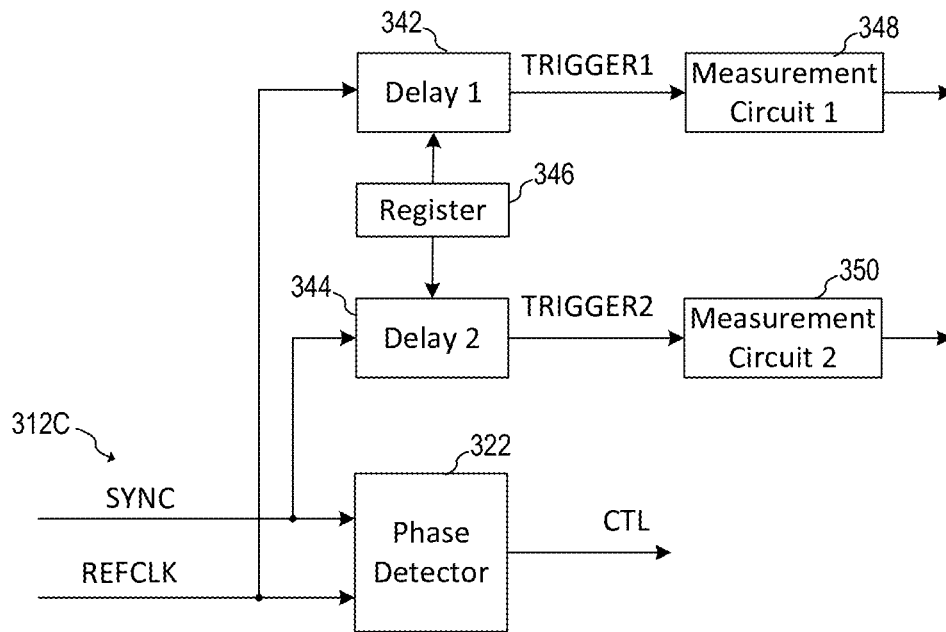 342
Delay 1
TRIGGER1
348
Measurement
Circuit 1
346
Register
344
Delay 2
TRIGGER2
350
Measurement
Circuit 2
312C
322
SYNC
REFCLK
Phase
Detector
CTL